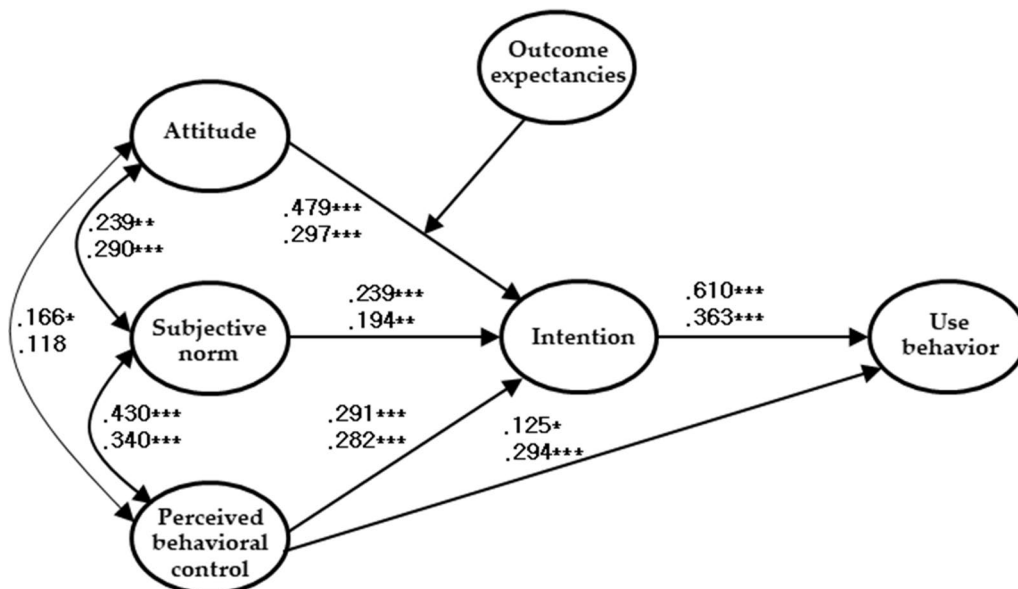 Outcome
expectancies
Attitude
.479***
.297***
.239**
.290***
.239***
.194**
.610***
.363***
.166*
.118
Subjective
norm
Intention
Use
behavior
.430***
.340***
.291***
.282***
.125*
.294***
Perceived
behavioral
control